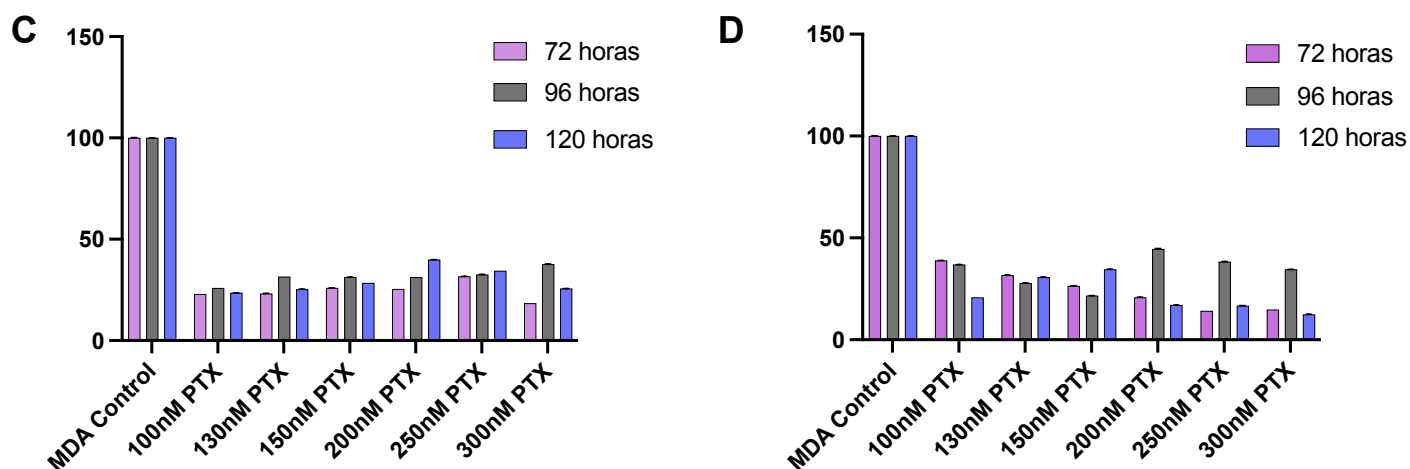 C
150
100
50
0
72 horas
96 horas
120 horas
MDA Control
100nM PTX
130nM PTX
150nM PTX
200nM PTX
250nM PTX
300nM PTX
D
150
100
50
0
72 horas
96 horas
120 horas
MDA Control
100nM PTX
130nM PTX
150nM PTX
200nM PTX
250nM PTX
300nM PTX